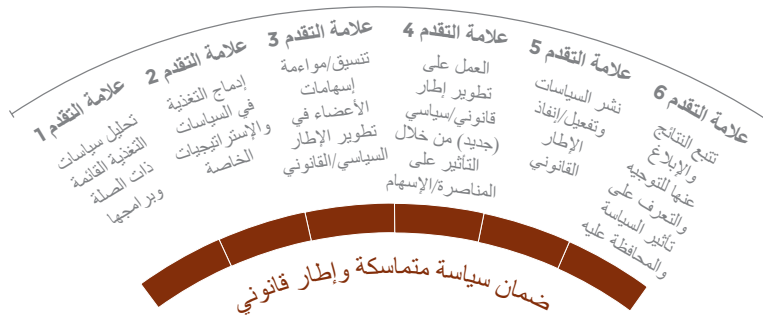 علامة التقدم 1
تحليل سياسات
التغذية القائمة
ذات الصلة
وبرامجها
علامة التقدم 2
إدماج التغذية
في السياسات
والإستراتيجيات
الخاصة
علامة التقدم 3
تنسيق/مواءمة
إسهامات
الأعضاء في
تطوير الإطار
السياسي/القانوني
علامة التقدم 4
العمل على
تطوير إطار
قانوني/سياسي
(جديد) من خلال
التأثير على
المناصرة/الإسهام
علامة التقدم 5
نشر السياسات
وتفعيل/إنفاذ
الإطار
القانوني
علامة التقدم 6
تتبع النتائج
والإبلاغ
عنها للتوجيه
والتعرف على
تأثير السياسة
والمحافظة عليه
ضمان سياسة متماسكة وإطار قانوني